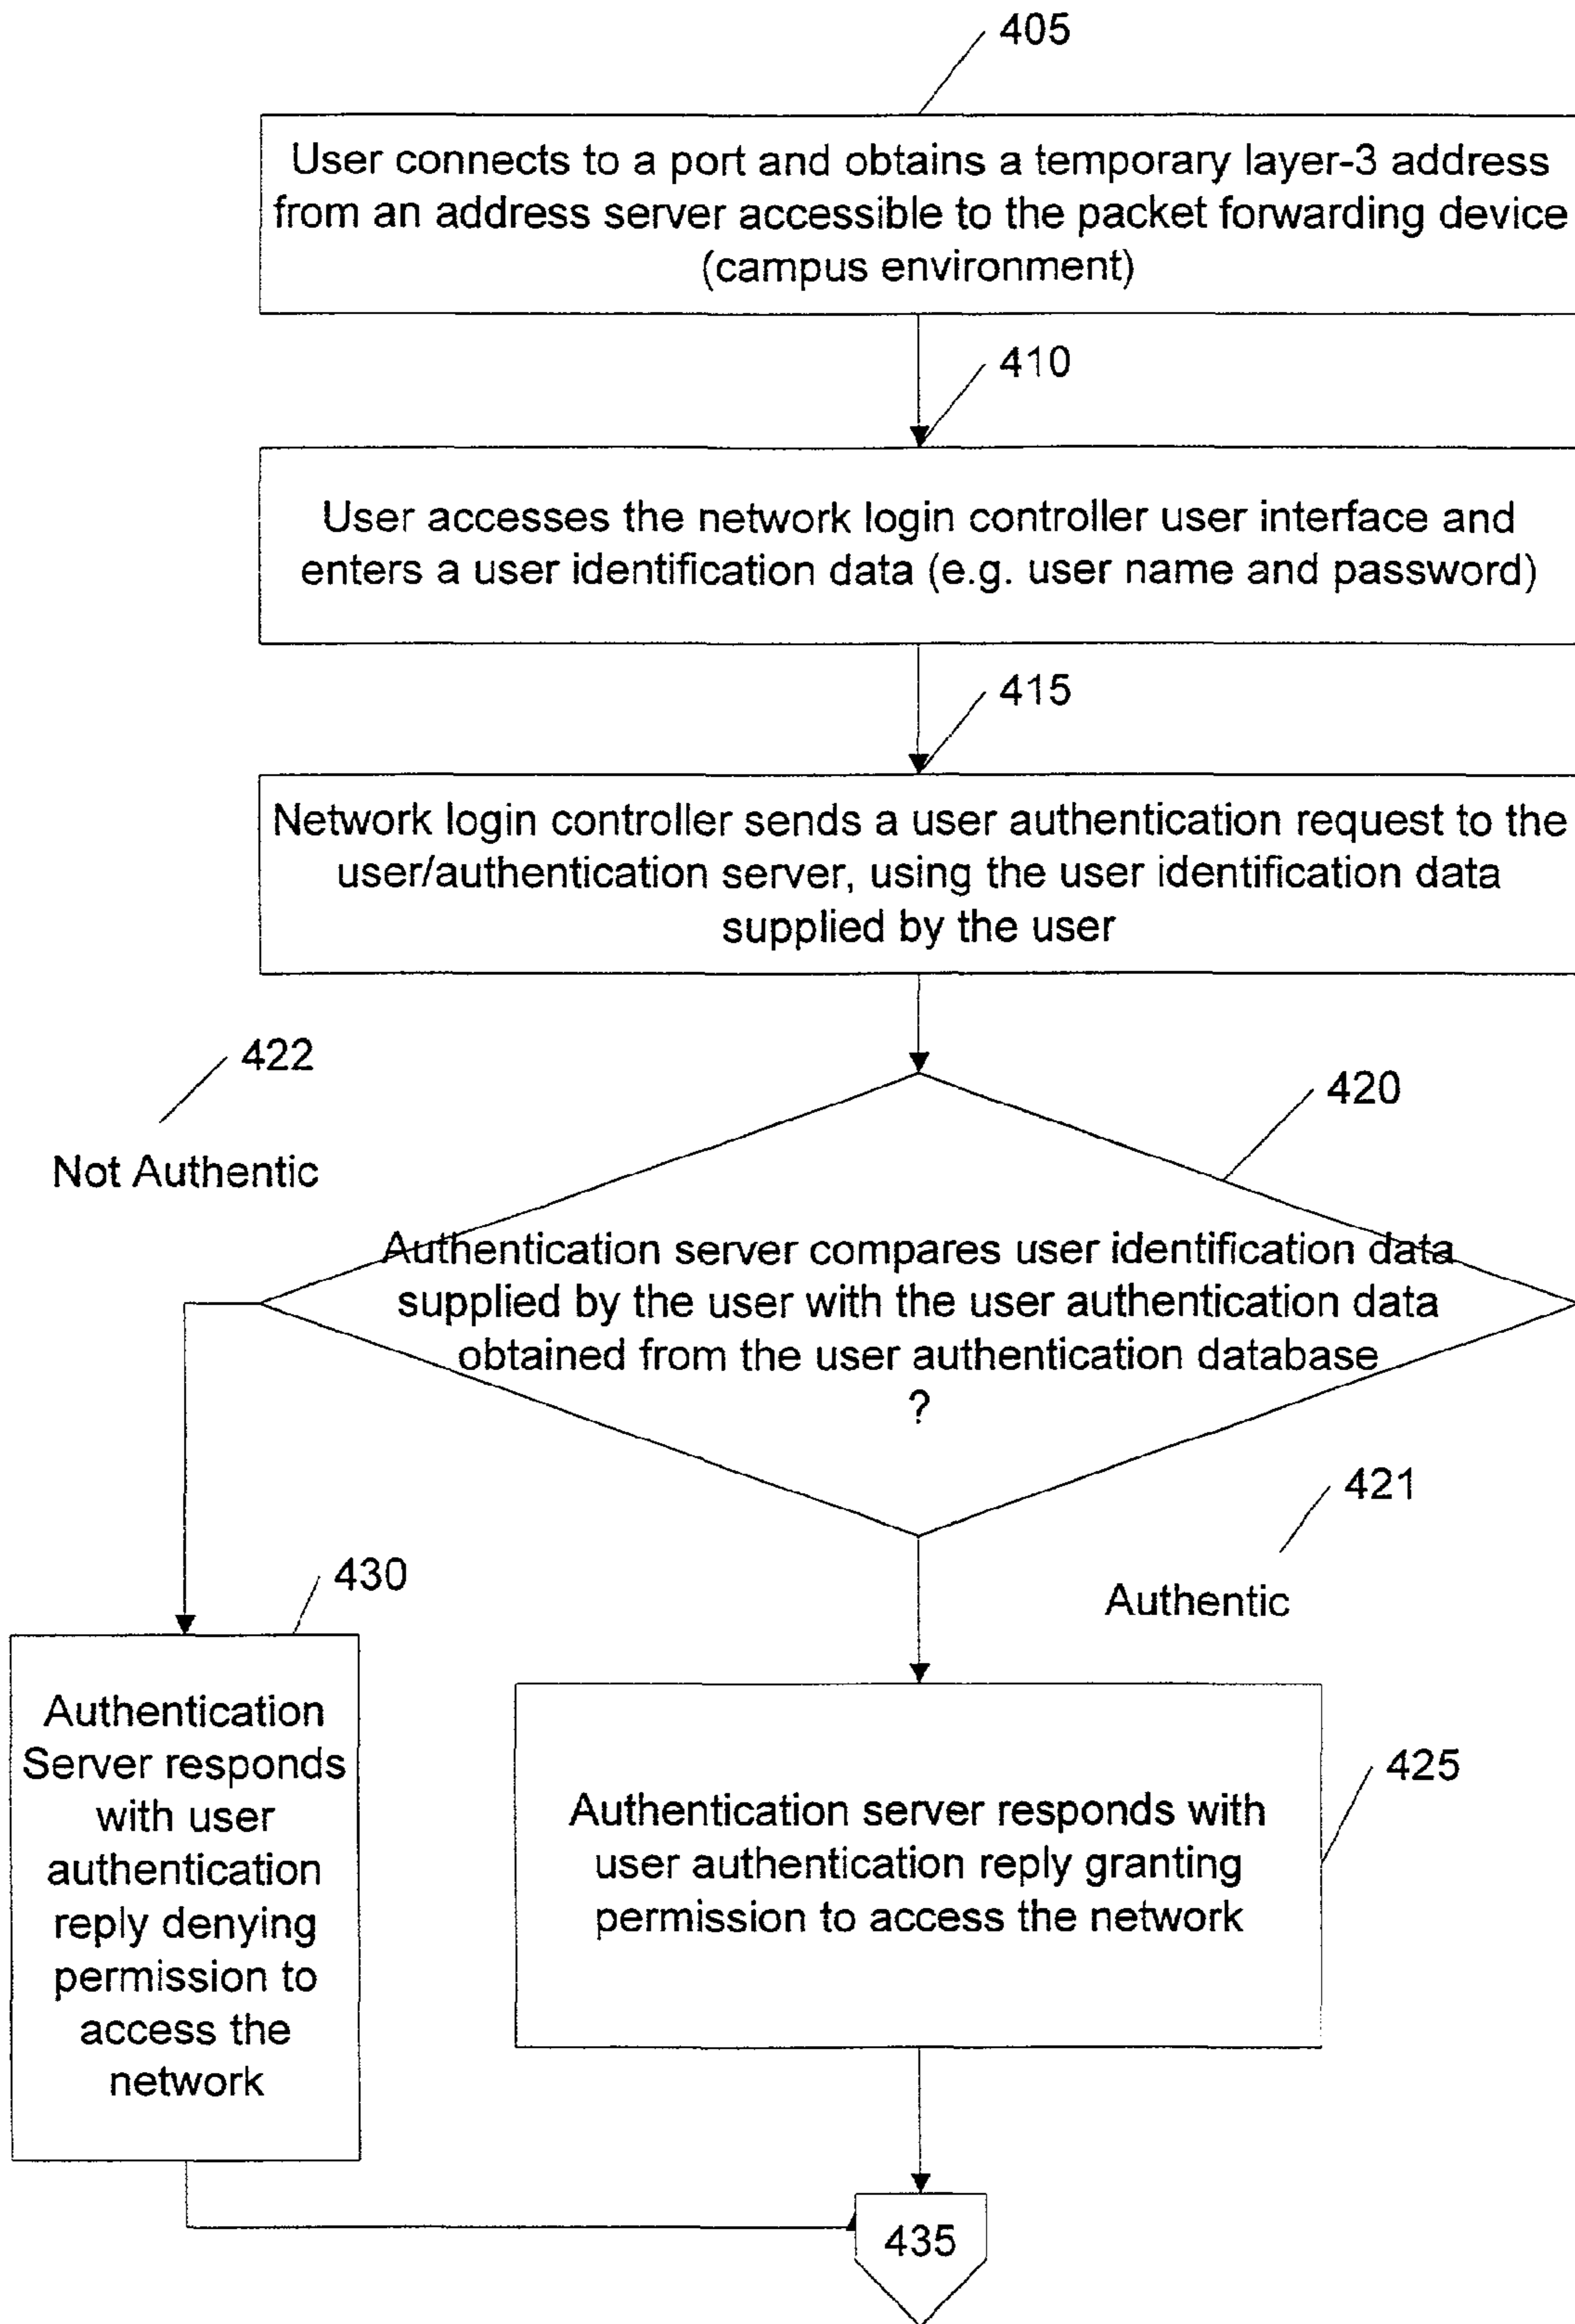 405
User connects to a port and obtains a temporary layer-3 address
from an address server accessible to the packet forwarding device
(campus environment)
410
User accesses the network login controller user interface and
enters a user identification data (e.g. user name and password)
415
Network login controller sends a user authentication request to the
user/authentication server, using the user identification data
supplied by the user
422
420
Not Authentic
Authentication server compares user identification data
supplied by the user with the user authentication data
obtained from the user authentication database
?
421
Authentic
430
Authentication
Server responds
with user
authentication
reply denying
permission to
access the
network
425
Authentication server responds with
user authentication reply granting
permission to access the network
435